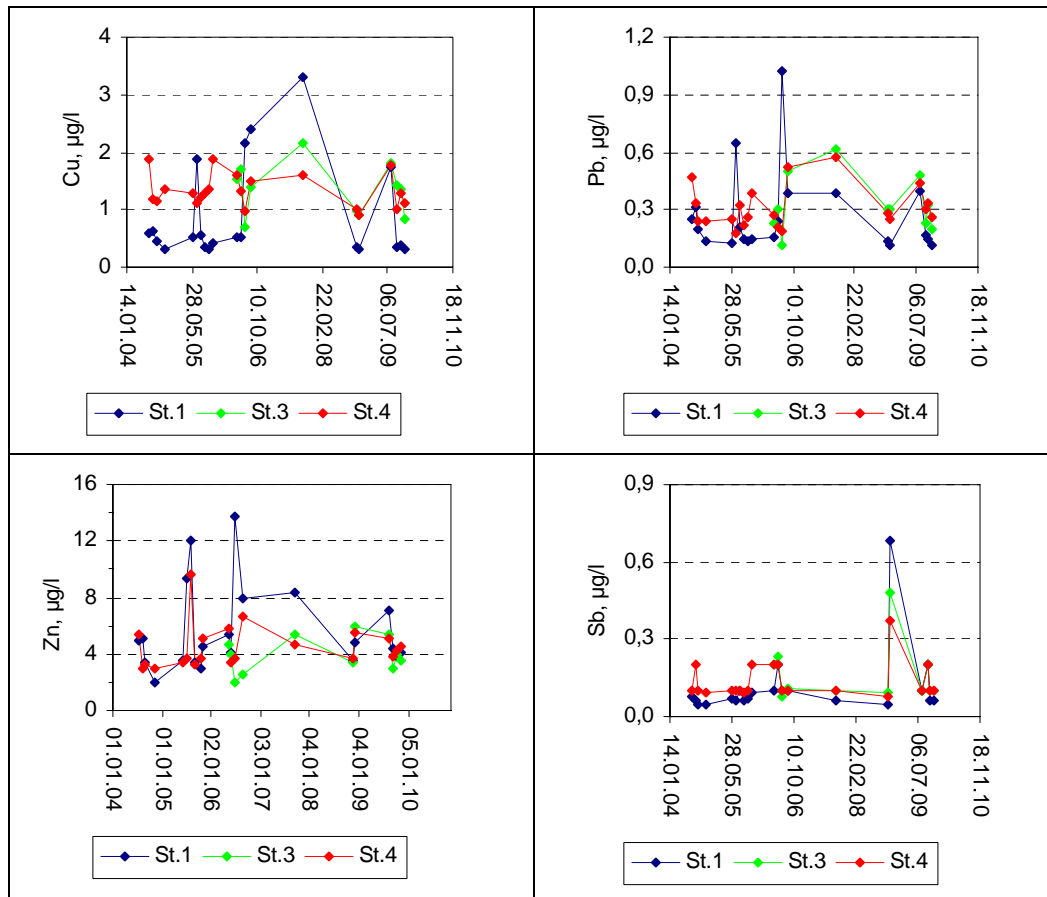 4
3
2
1
0
Cu, µg/l
14.01.04
28.05.05
10.10.06
22.02.08
06.07.09
18.11.10
St.1
St.3
St.4
1,2
0,9
0,6
0,3
0,0
Pb, µg/l
14.01.04
28.05.05
10.10.06
22.02.08
06.07.09
18.11.10
St.1
St.3
St.4
16
12
8
4
0
Zn, µg/l
01.01.04
01.01.05
02.01.06
03.01.07
04.01.08
04.01.09
05.01.10
St.1
St.3
St.4
0,9
0,6
0,3
0,0
Sb, µg/l
14.01.04
28.05.05
10.10.06
22.02.08
06.07.09
18.11.10
St.1
St.3
St.4